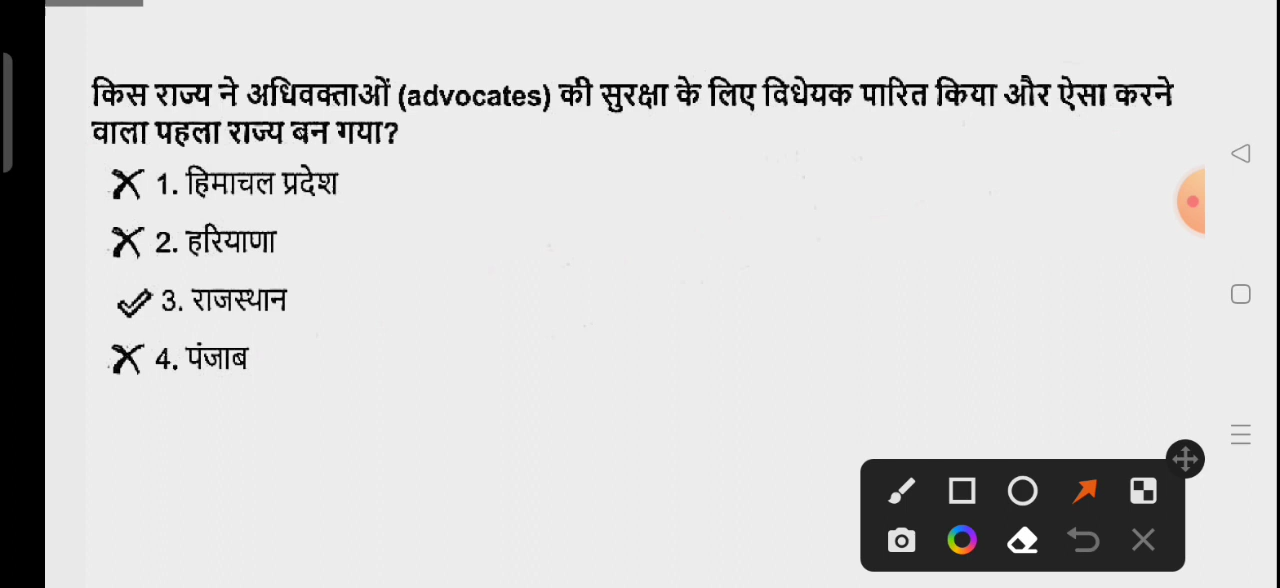 किस राज्य ने अधिवक्ताओं (advocates) की सुरक्षा के लिए विधेयक पारित किया और ऐसा करने
वाला पहला राज्य बन गया?
1. हिमाचल प्रदेश
2. हरियाणा
3. राजस्थान
4. पंजाब